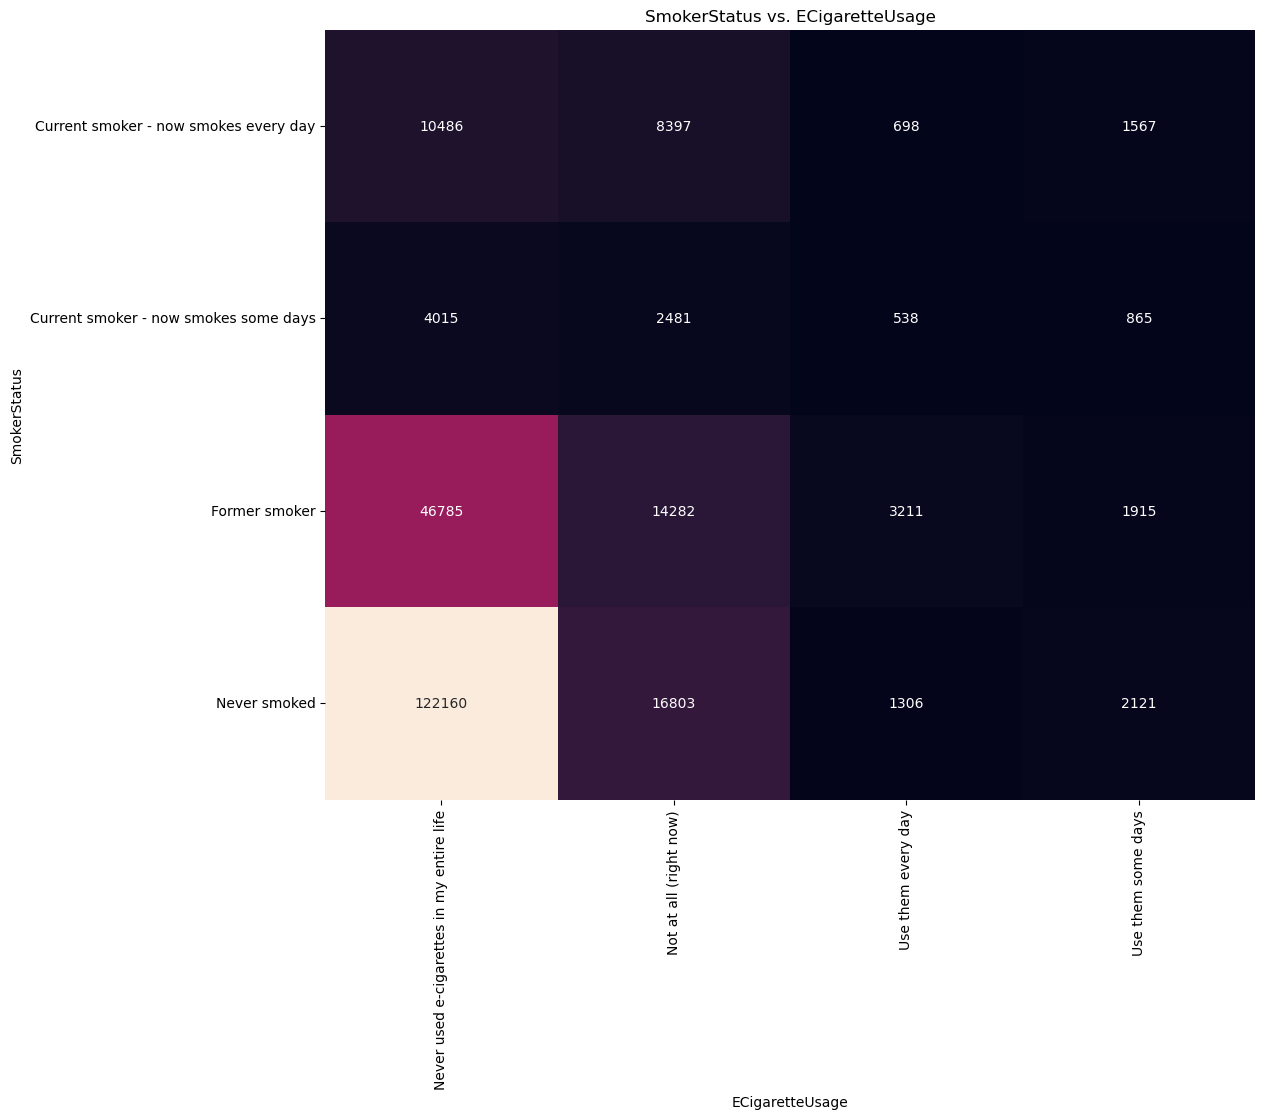 SmokerStatus vs. ECigaretteUsage
SmokerStatus
Current smoker - now smokes every day
10486 8397 698 1567
Current smoker - now smokes some days
4015 2481 538 865
Former smoker
46785 14282 3211 1915
Never smoked
122160 16803 1306 2121
Never used e-cigarettes in my entire life
Not at all (right now)
Use them every day
Use them some days
ECigaretteUsage